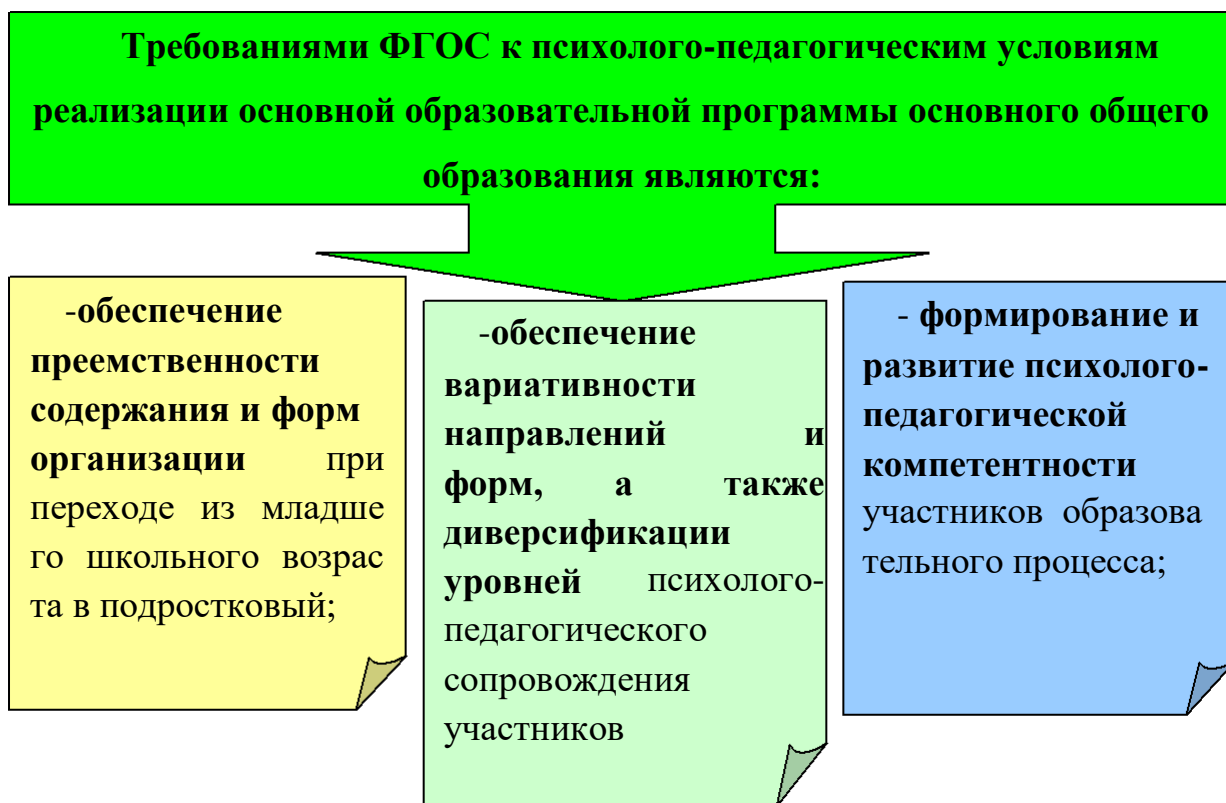 Требованиями ФГОС к психолого-педагогическим условиям
реализации основной образовательной программы основного общего
образования являются:
-обеспечение
преемственности
содержания и форм
организации при
переходе из младше
го школьного возрас
та в подростковый;
-обеспечение
вариативности
направлений и
форм, а также
диверсификации
уровней психолого-
педагогического
сопровождения
участников
- формирование и
развитие психолого-
педагогической
компетентности
участников образова
тельного процесса;